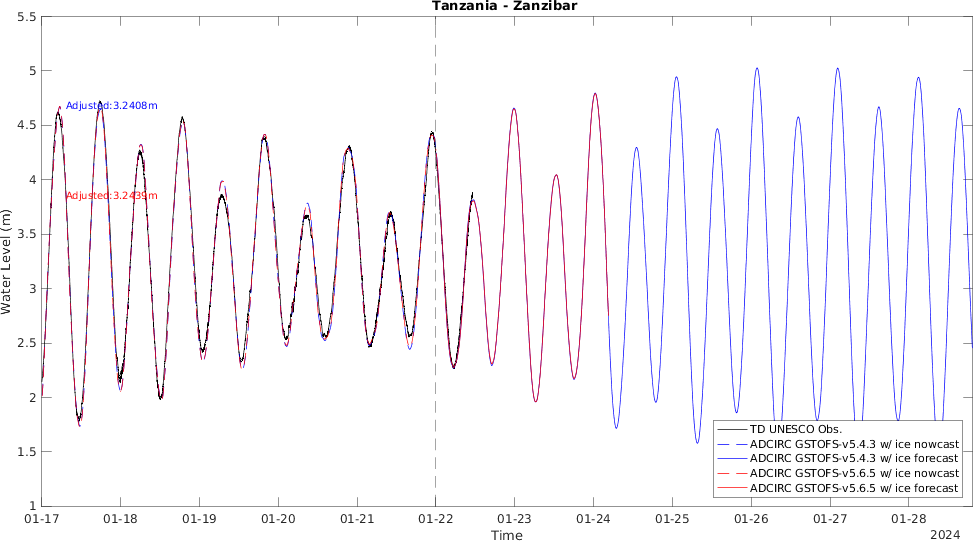 Tanzania - Zanzibar
5.5
5
4.5
4
3.5
3
2.5
2
1.5
1
Water Level (m)
Adjusted:3.2408m
Adjusted:3.2439m
TD UNESCO Obs.
ADCIRC GSTOFS-v5.4.3 w/ ice nowcast
ADCIRC GSTOFS-v5.4.3 w/ ice forecast
ADCIRC GSTOFS-v5.6.5 w/ ice nowcast
ADCIRC GSTOFS-v5.6.5 w/ ice forecast
01-17 01-18 01-19 01-20 01-21 01-22 01-23 01-24 01-25 01-26 01-27 01-28
Time
2024